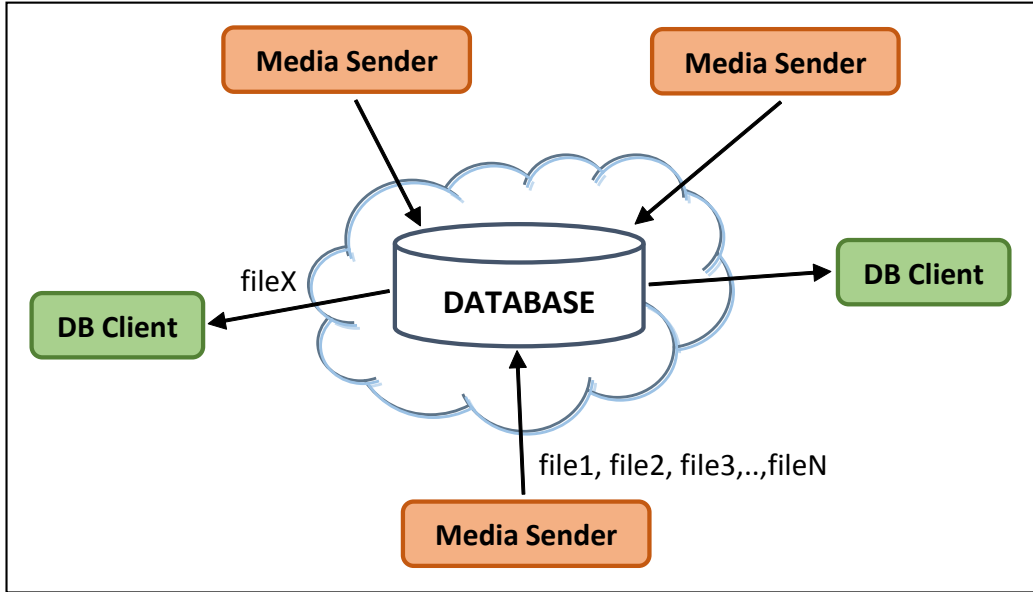 Media Sender
Media Sender
fileX
DB Client
DATABASE
DB Client
file1, file2, file3,..,fileN
Media Sender